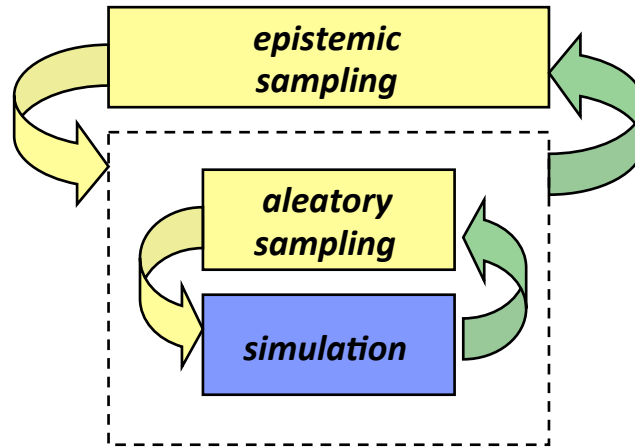 epistemic
sampling
aleatory
sampling
simulation